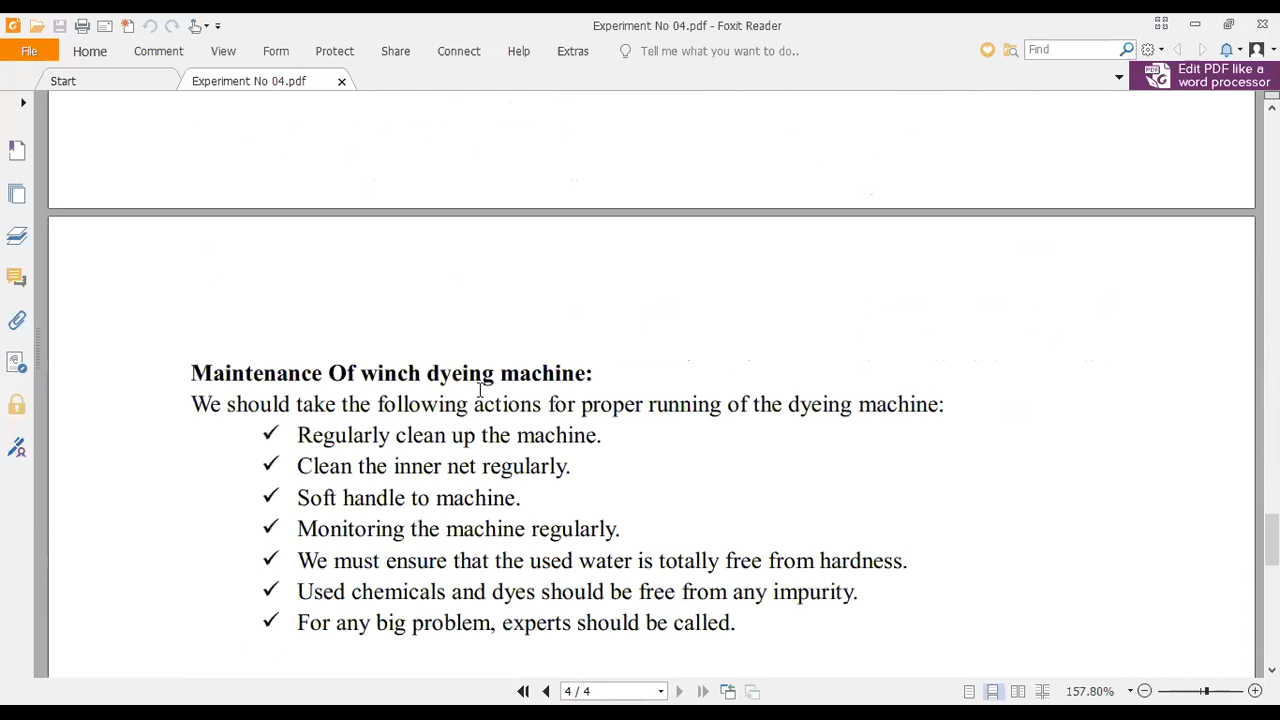 Experiment No 04.pdf - Foxit Reader
File Home Comment View Form Protect Share Connect Help Extras Tell me what you want to do.. Find
Start Experiment No 04.pdf Edit PDF like a
word processor
Maintenance Of winch dyeing machine:
We should take the following actions for proper running of the dyeing machine:
✓ Regularly clean up the machine.
✓ Clean the inner net regularly.
✓ Soft handle to machine.
✓ Monitoring the machine regularly.
✓ We must ensure that the used water is totally free from hardness.
✓ Used chemicals and dyes should be free from any impurity.
✓ For any big problem, experts should be called.
4 / 4 157.80%